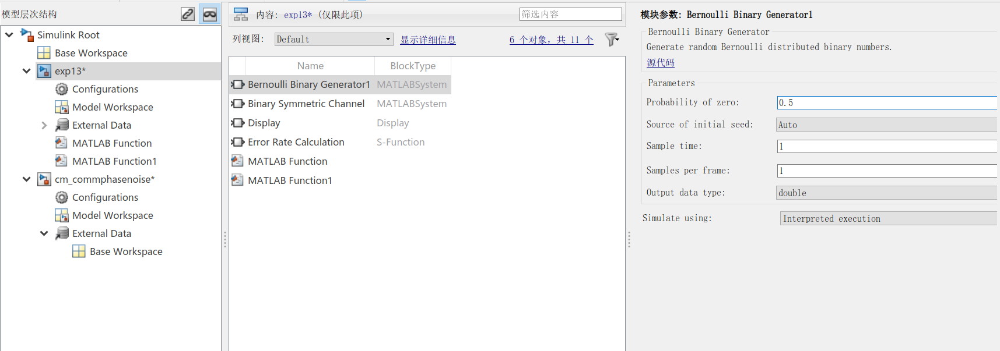 模型层次结构
Simulink Root
Base Workspace
exp13*
Configurations
Model Workspace
External Data
MATLAB Function
MATLAB Function1
cm_commphasenoise*
Configurations
Model Workspace
External Data
Base Workspace
内容: exp13* (仅限此项)
筛选内容
列视图: Default 显示详细信息 6 个对象, 共 11 个
Name BlockType
Bernoulli Binary Generator1 MATLABSystem
Binary Symmetric Channel MATLABSystem
Display Display
Error Rate Calculation S-Function
MATLAB Function
MATLAB Function1
模块参数: Bernoulli Binary Generator1
Bernoulli Binary Generator
Generate random Bernoulli distributed binary numbers.
源代码
Parameters
Probability of zero: 0.5
Source of initial seed: Auto
Sample time: 1
Samples per frame: 1
Output data type: double
Simulate using: Interpreted execution